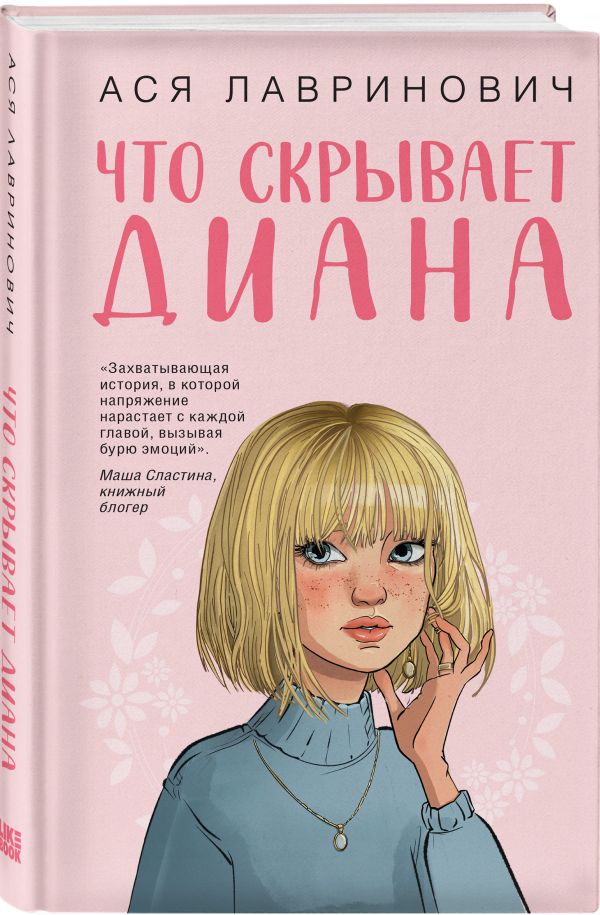 АСЯ ЛАВРИНОВИЧ
ЧТО СКРЫВАЕТ
ДИАНА
«Захватывающая
история, в которой
напряжение
нарастает с каждой
главой, вызывая
бурю эмоций».
Маша Сластина,
книжный
блогер
АСЯ ЛАВРИНОВИЧ
ЧТО СКРЫВАЕТ ДИАНА
LIKE
BOOK